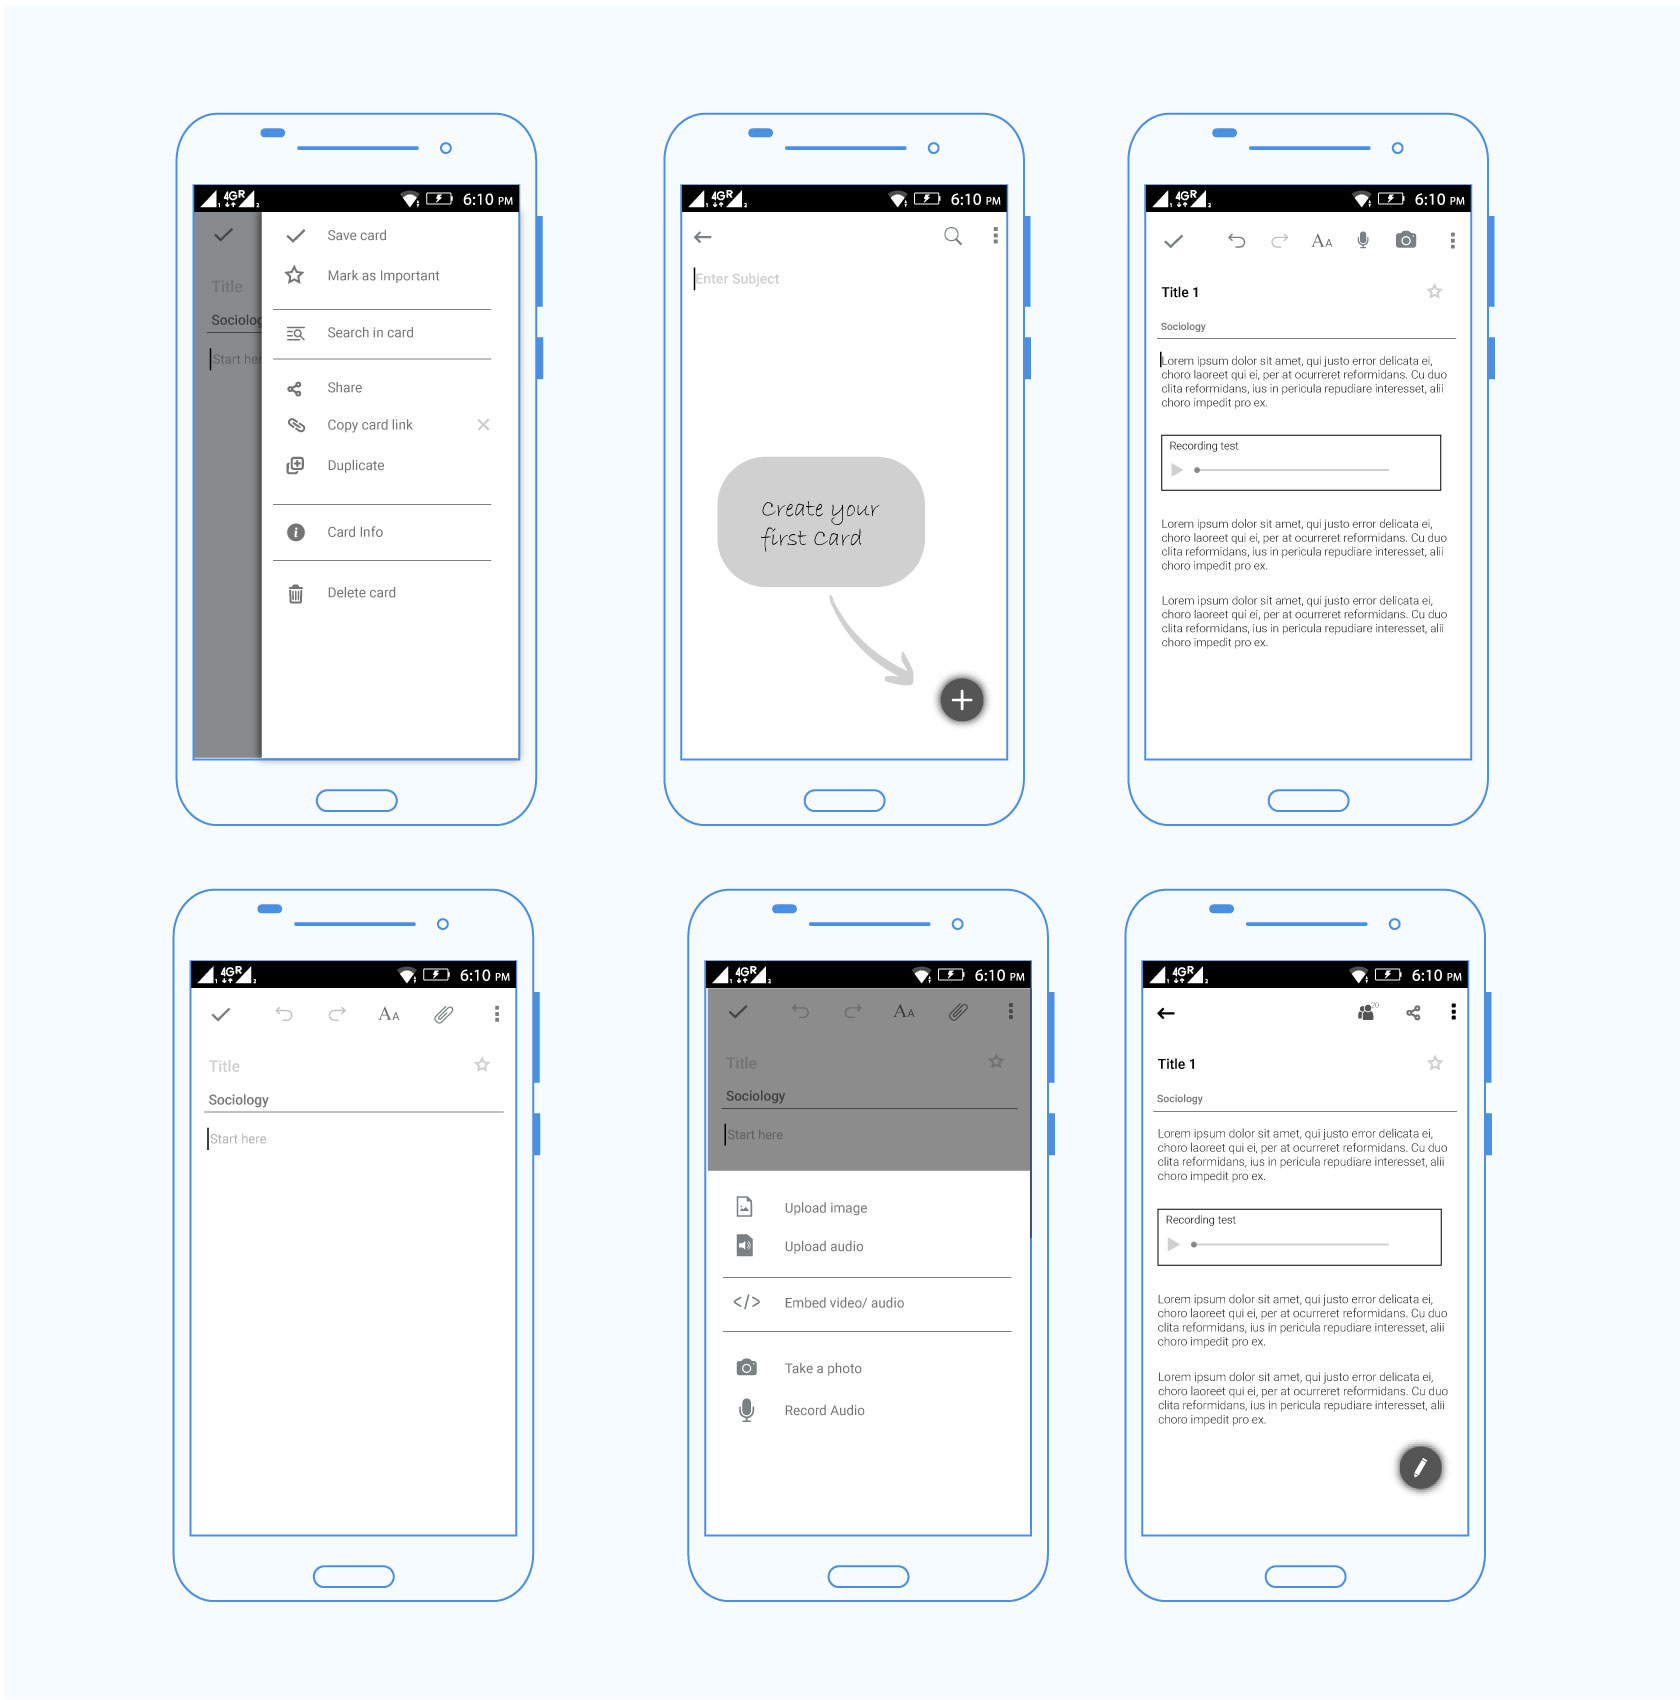 4GR
6:10 PM
Title
Sociolog
Start her
Save card
Mark as Important
Search in card
Share
Copy card link
Duplicate
Card Info
Delete card
4GR
6:10 PM
Enter Subject
Create your
first Card
4GR
6:10 PM
AA
Title 1
Sociology
Lorem ipsum dolor sit amet, qui justo error delicata ei,
choro laoreet qui ei, per at ocurreret reformidans. Cu duo
clita reformidans, ius in pericula repudiare interesset, alii
choro impedit pro ex.
Recording test
Lorem ipsum dolor sit amet, qui justo error delicata ei,
choro laoreet qui ei, per at ocurreret reformidans. Cu duo
clita reformidans, ius in pericula repudiare interesset, alii
choro impedit pro ex.
Lorem ipsum dolor sit amet, qui justo error delicata ei,
choro laoreet qui ei, per at ocurreret reformidans. Cu duo
clita reformidans, ius in pericula repudiare interesset, alii
choro impedit pro ex.
4GR
6:10 PM
AA
Title
Sociology
Start here
4GR
6:10 PM
AA
Title
Sociology
Start here
Upload image
Upload audio
</> Embed video/ audio
Take a photo
Record Audio
4GR
6:10 PM
20
Title 1
Sociology
Lorem ipsum dolor sit amet, qui justo error delicata ei,
choro laoreet qui ei, per at ocurreret reformidans. Cu duo
clita reformidans, ius in pericula repudiare interesset, alii
choro impedit pro ex.
Recording test
Lorem ipsum dolor sit amet, qui justo error delicata ei,
choro laoreet qui ei, per at ocurreret reformidans. Cu duo
clita reformidans, ius in pericula repudiare interesset, alii
choro impedit pro ex.
Lorem ipsum dolor sit amet, qui justo error delicata ei,
choro laoreet qui ei, per at ocurreret reformidans. Cu duo
clita reformidans, ius in pericula repudiare interesset, alii
choro impedit pro ex.